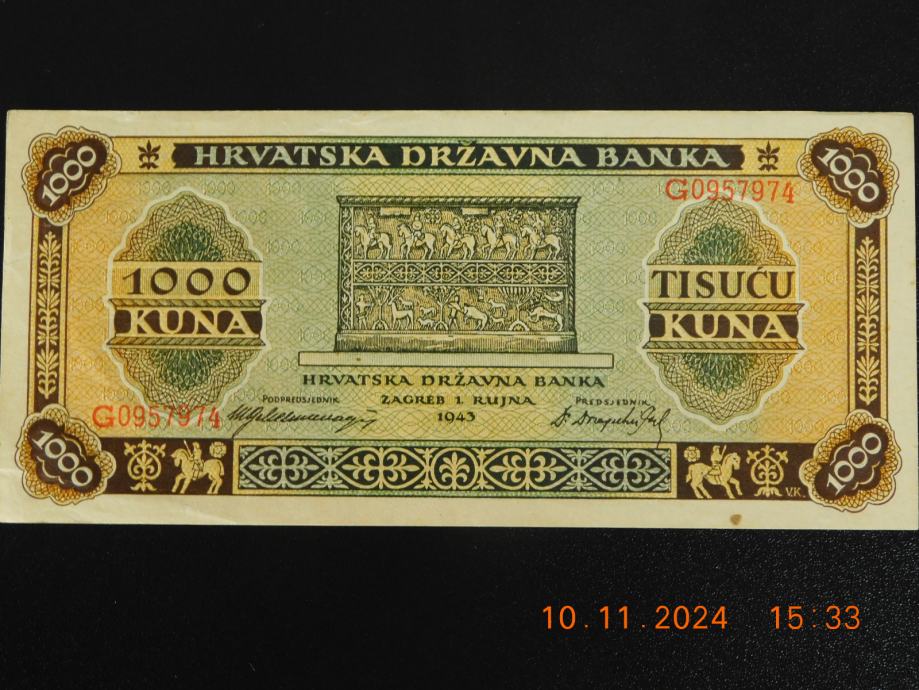 1000
HRVATSKA DRŽAVNA BANKA
1000
G0957974
1000
KUNA
TISUĆU
KUNA
HRVATSKA DRŽAVNA BANKA
PODPREDSJEDNIK
ZAGREB 1. RUJNA
PREDSJEDNIK
G0957974
1943
1000
V.K.
1000
10.11.2024 15:33